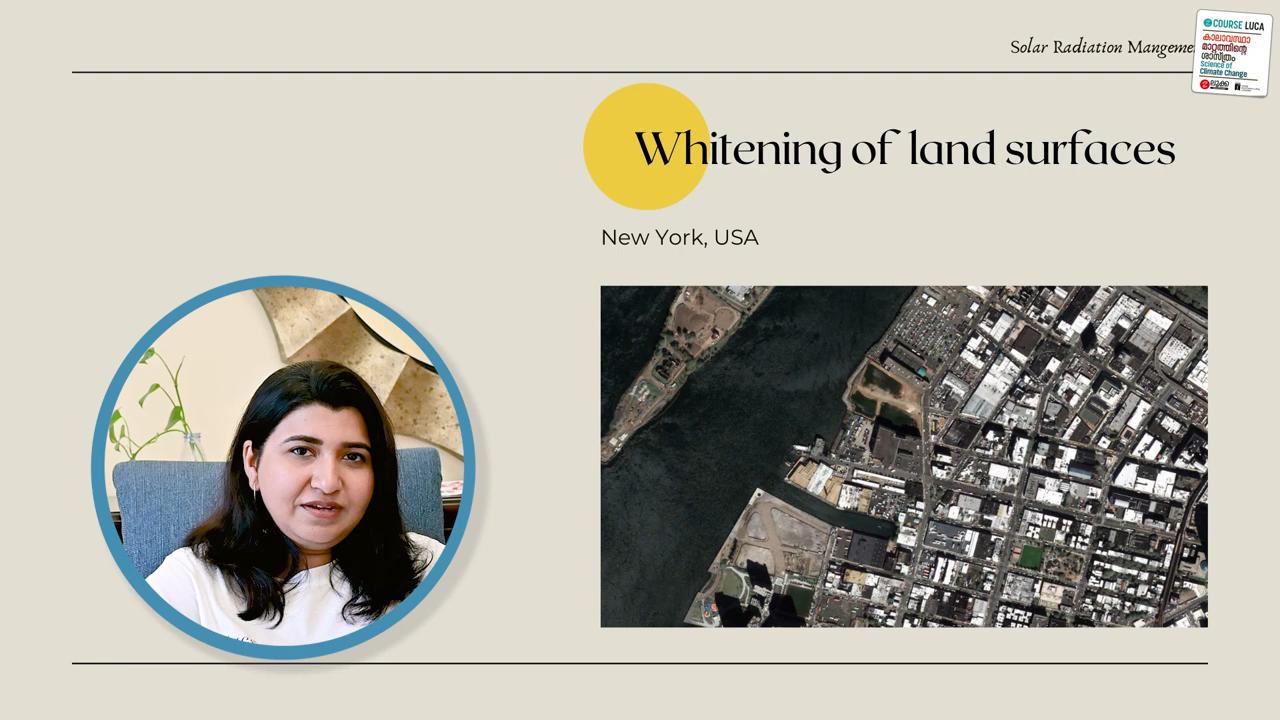 Solar Radiation Mangeme
COURSE LUCA
കാലാവസ്ഥാ
മാറ്റത്തിന്റെ
ശാസ്ത്രം
Science of
Climate Change
ലൂക്ക
Whitening of land surfaces
New York, USA